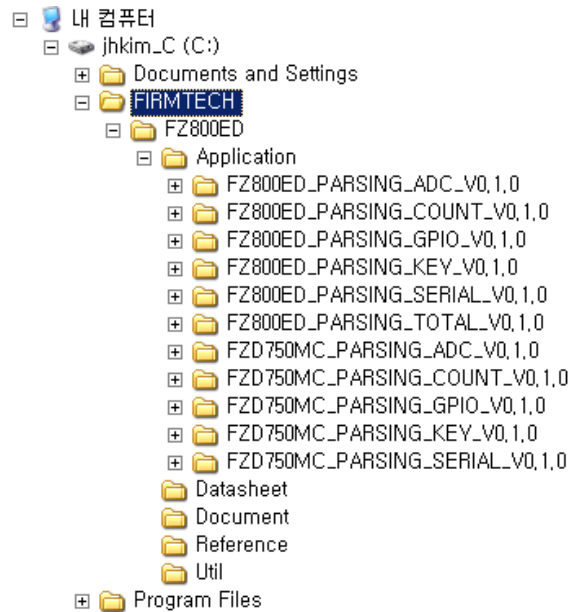 내 컴퓨터
jhkim_C (C:)
Documents and Settings
FIRMTECH
FZ800ED
Application
FZ800ED_PARSING_ADC_V0,1,0
FZ800ED_PARSING_COUNT_V0,1,0
FZ800ED_PARSING_GPIO_V0,1,0
FZ800ED_PARSING_KEY_V0,1,0
FZ800ED_PARSING_SERIAL_V0,1,0
FZ800ED_PARSING_TOTAL_V0,1,0
FZD750MC_PARSING_ADC_V0,1,0
FZD750MC_PARSING_COUNT_V0,1,0
FZD750MC_PARSING_GPIO_V0,1,0
FZD750MC_PARSING_KEY_V0,1,0
FZD750MC_PARSING_SERIAL_V0,1,0
Datasheet
Document
Reference
Util
Program Files